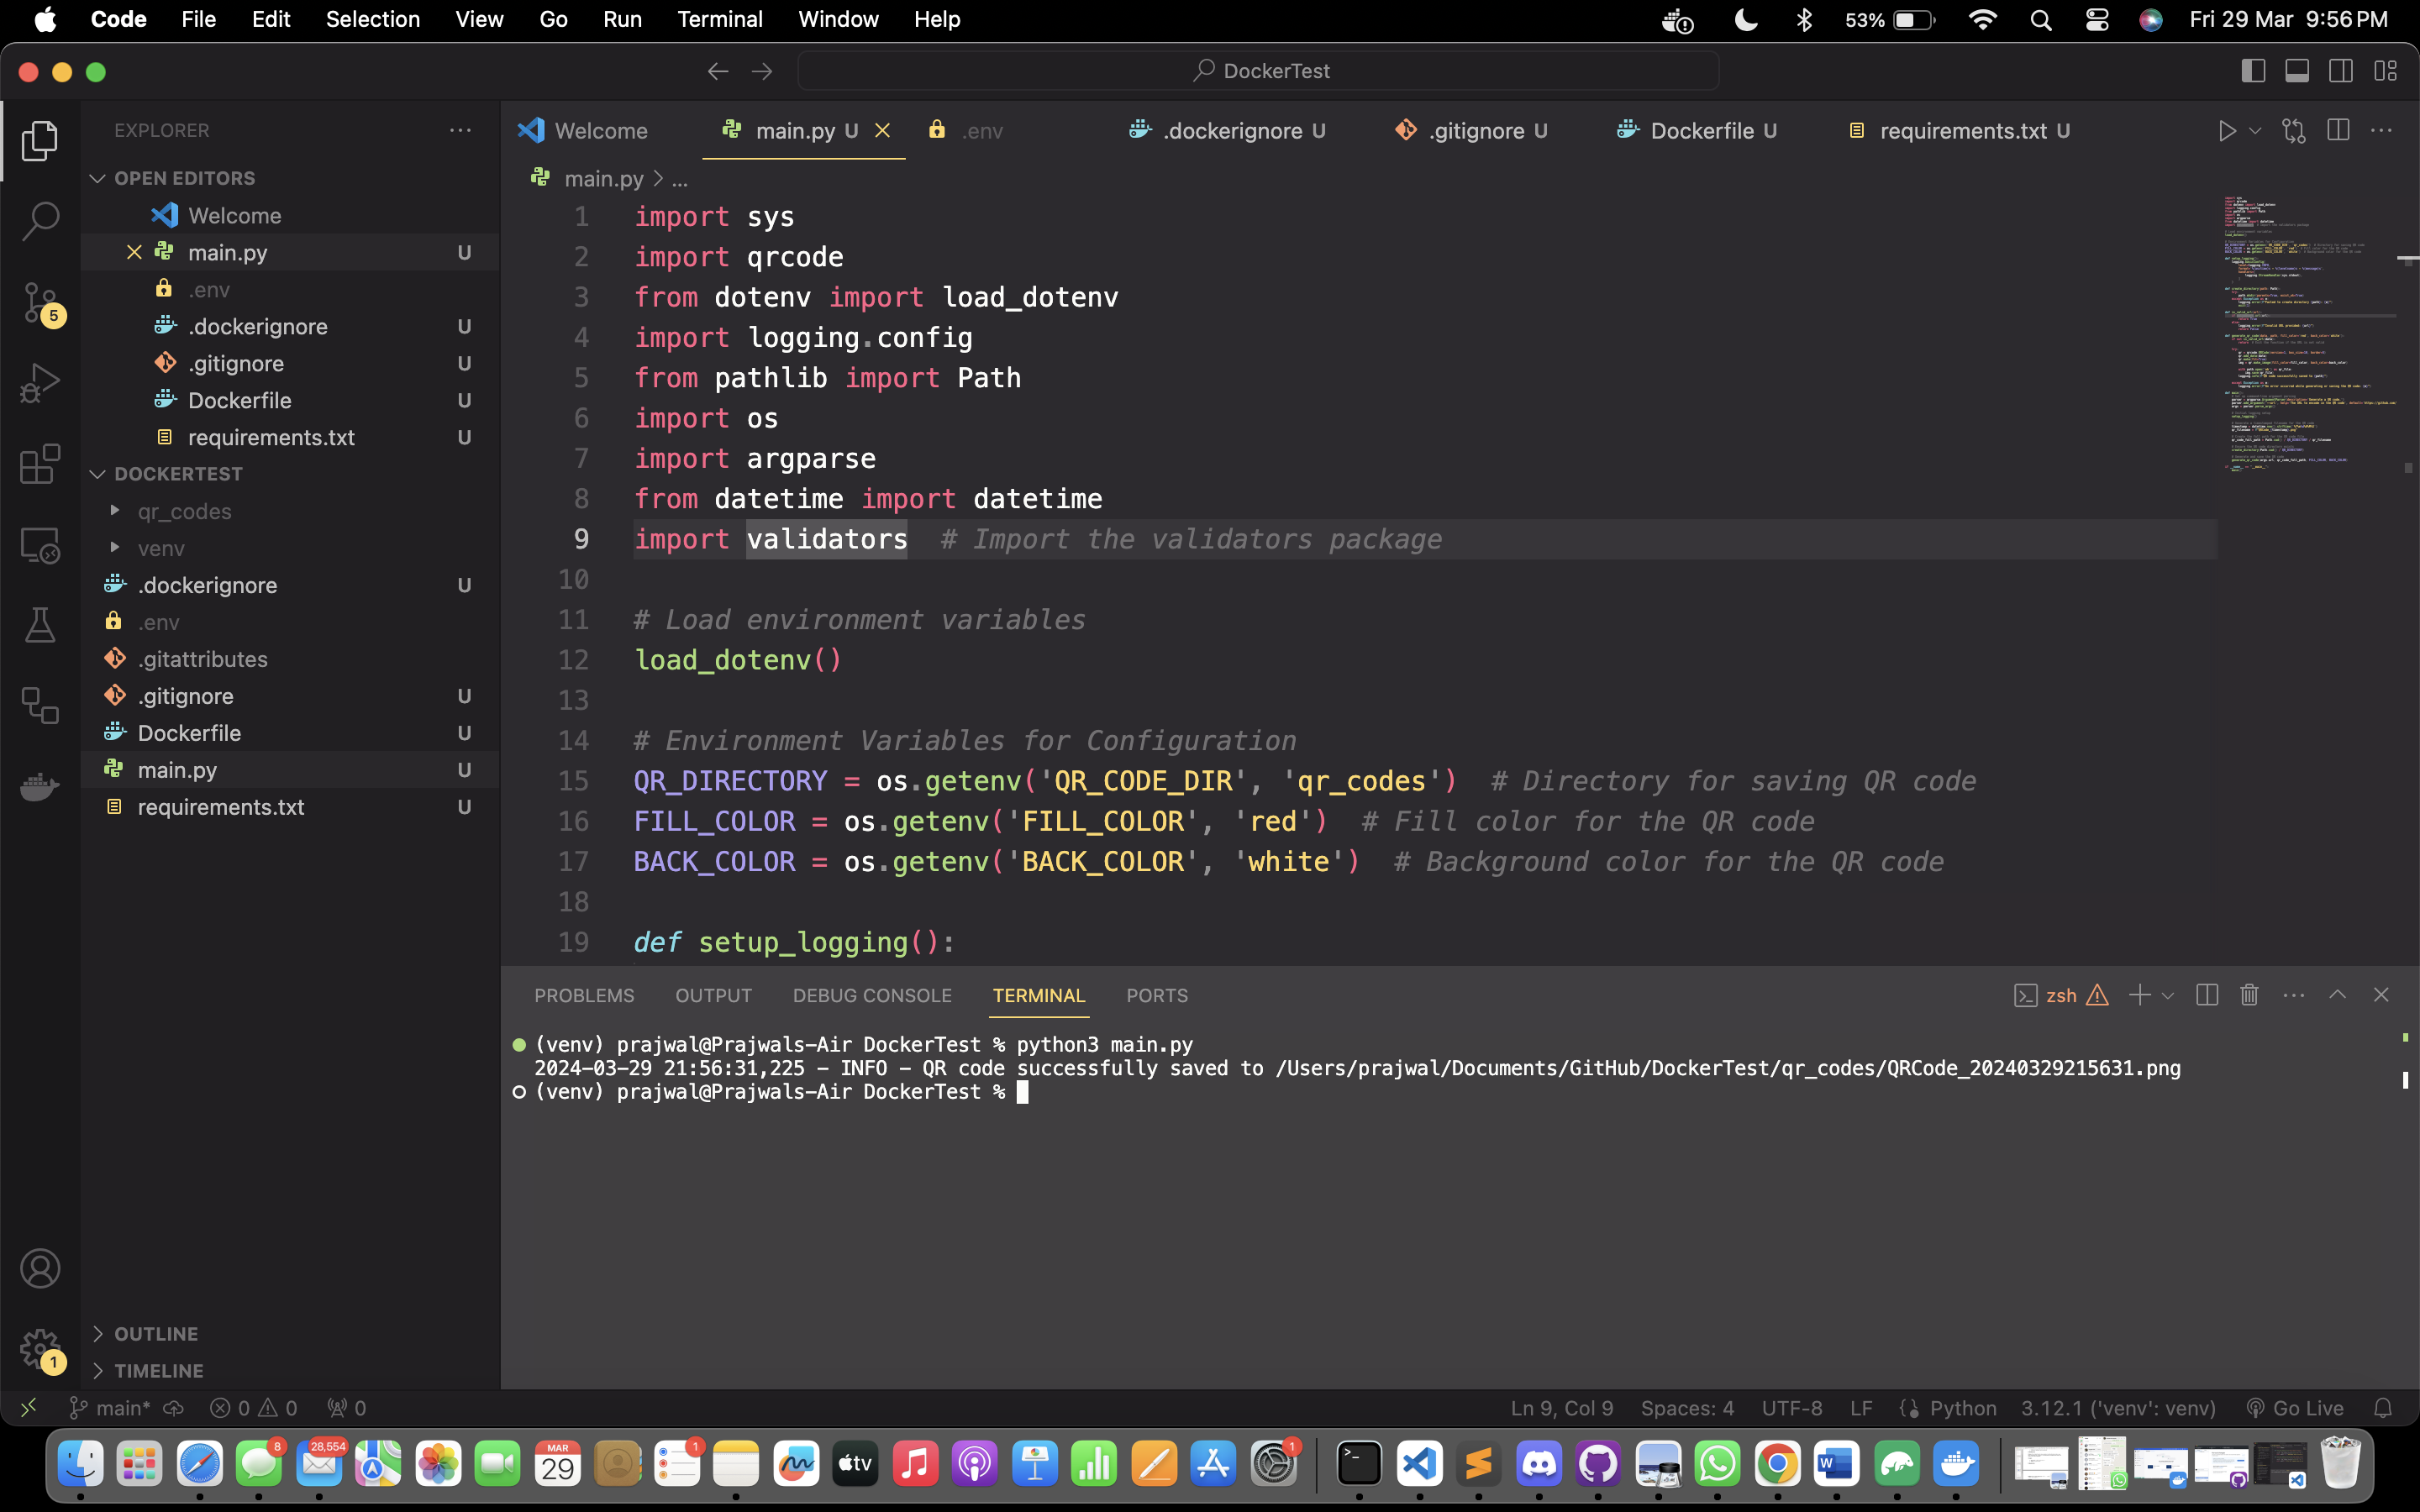 Code File Edit Selection View Go Run Terminal Window Help 53% Fri 29 Mar 9:56 PM
DockerTest
EXPLORER
OPEN EDITORS
Welcome
main.py U
.env
.dockerignore U
.gitignore U
Dockerfile U
requirements.txt U
DOCKERTEST
qr_codes
venv
.dockerignore U
.env
.gitattributes
.gitignore U
Dockerfile U
main.py U
requirements.txt U
OUTLINE
TIMELINE
5
1
Welcome main.py U .env .dockerignore U .gitignore U Dockerfile U requirements.txt U
main.py > ...
1 import sys
2 import qrcode
3 from dotenv import load_dotenv
4 import logging.config
5 from pathlib import Path
6 import os
7 import argparse
8 from datetime import datetime
9 import validators # Import the validators package
10
11 # Load environment variables
12 load_dotenv()
13
14 # Environment Variables for Configuration
15 QR_DIRECTORY = os.getenv('QR_CODE_DIR', 'qr_codes') # Directory for saving QR code
16 FILL_COLOR = os.getenv('FILL_COLOR', 'red') # Fill color for the QR code
17 BACK_COLOR = os.getenv('BACK_COLOR', 'white') # Background color for the QR code
18
19 def setup_logging():
PROBLEMS OUTPUT DEBUG CONSOLE TERMINAL PORTS zsh
(venv) prajwal@Prajwals-Air DockerTest % python3 main.py
2024-03-29 21:56:31,225 - INFO - QR code successfully saved to /Users/prajwal/Documents/GitHub/DockerTest/qr_codes/QRCode_20240329215631.png
(venv) prajwal@Prajwals-Air DockerTest %
main* 0 0 0 Ln 9, Col 9 Spaces: 4 UTF-8 LF Python 3.12.1 ('venv': venv) Go Live
8 28,554 MAR 29 1 tv 1 W